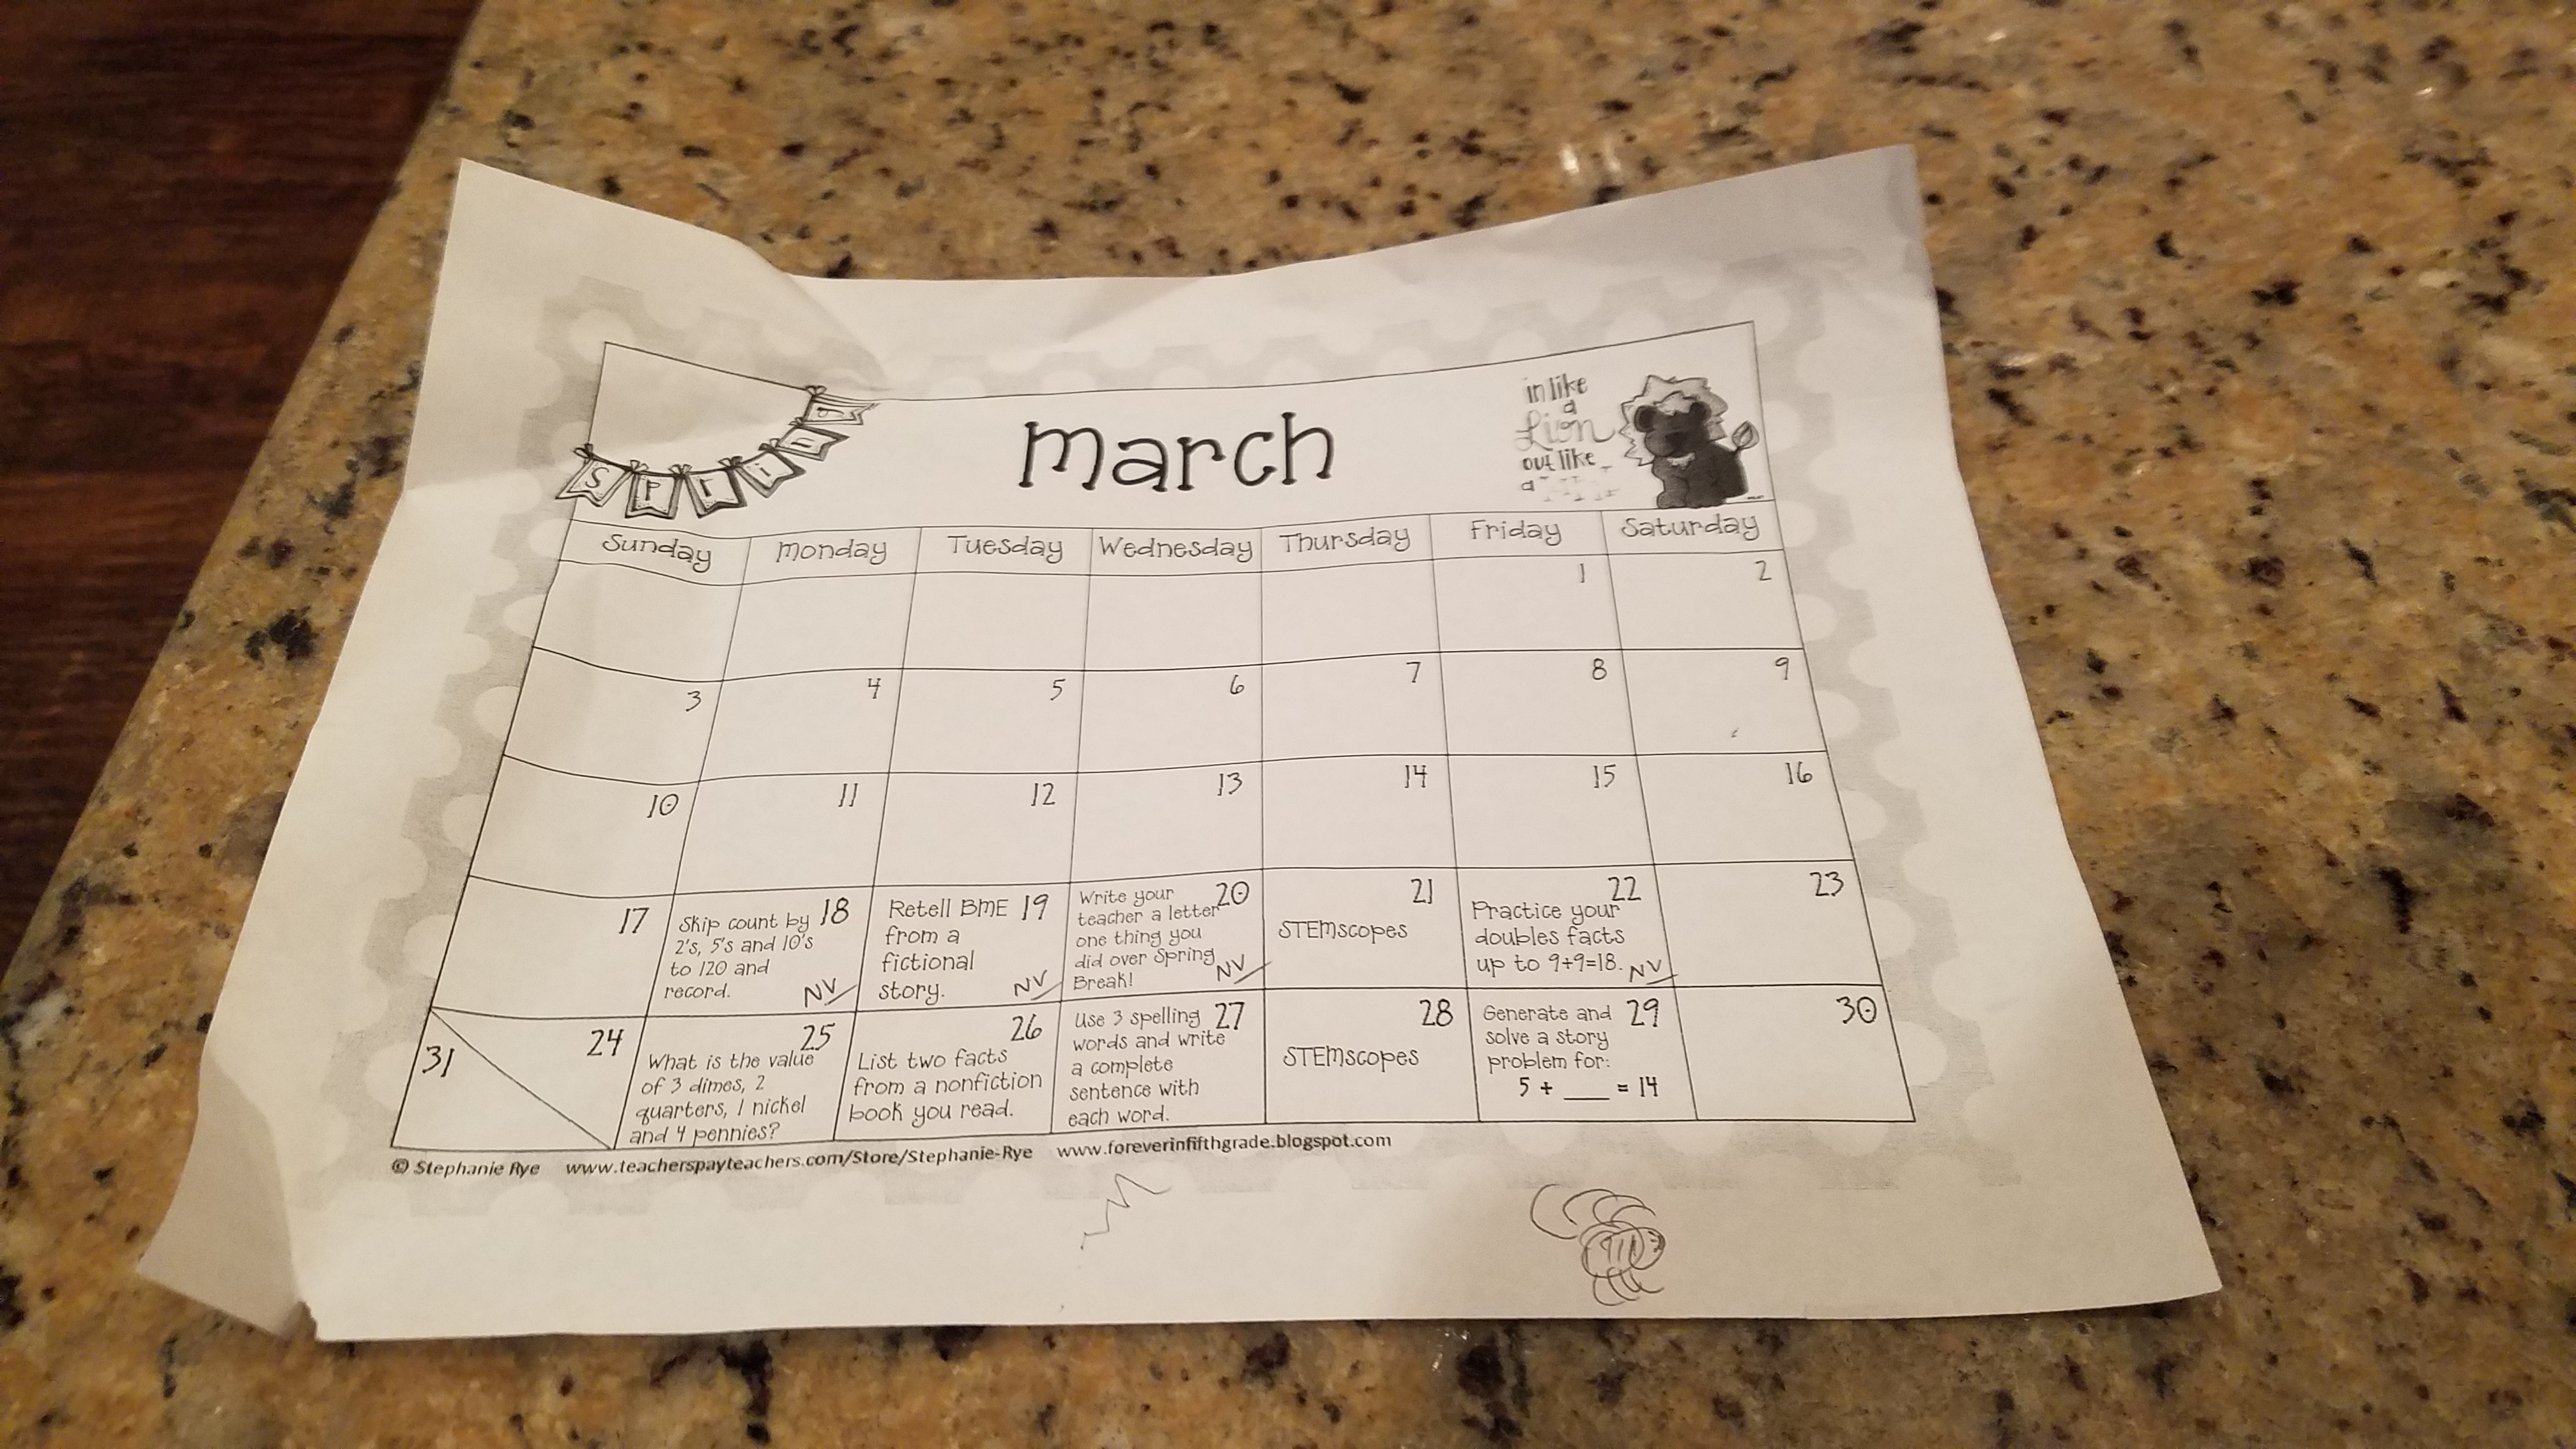 SPriNg
March
in like
a
Lion
out like
a
Sunday Monday Tuesday Wednesday Thursday Friday Saturday
1 2
3 4 5 6 7 8 9
10 11 12 13 14 15 16
17
18
Skip count by
2's, 5's and 10's
to 120 and
record.
NV
19
Retell BME
from a
fictional
story.
NV
20
Write your
teacher a letter
one thing you
did over Spring
Break!
NV
21
STEMscopes
22
Practice your
doubles facts
up to 9+9=18.
NV
23
24
31
25
What is the value
of 3 dimes, 2
quarters, 1 nickel
and 4 pennies?
26
List two facts
from a nonfiction
book you read.
27
Use 3 spelling
words and write
a complete
sentence with
each word.
28
STEMscopes
29
Generate and
solve a story
problem for:
5 + ___ = 14
30
© Stephanie Rye www.teacherspayteachers.com/Store/Stephanie-Rye www.foreverinfifthgrade.blogspot.com